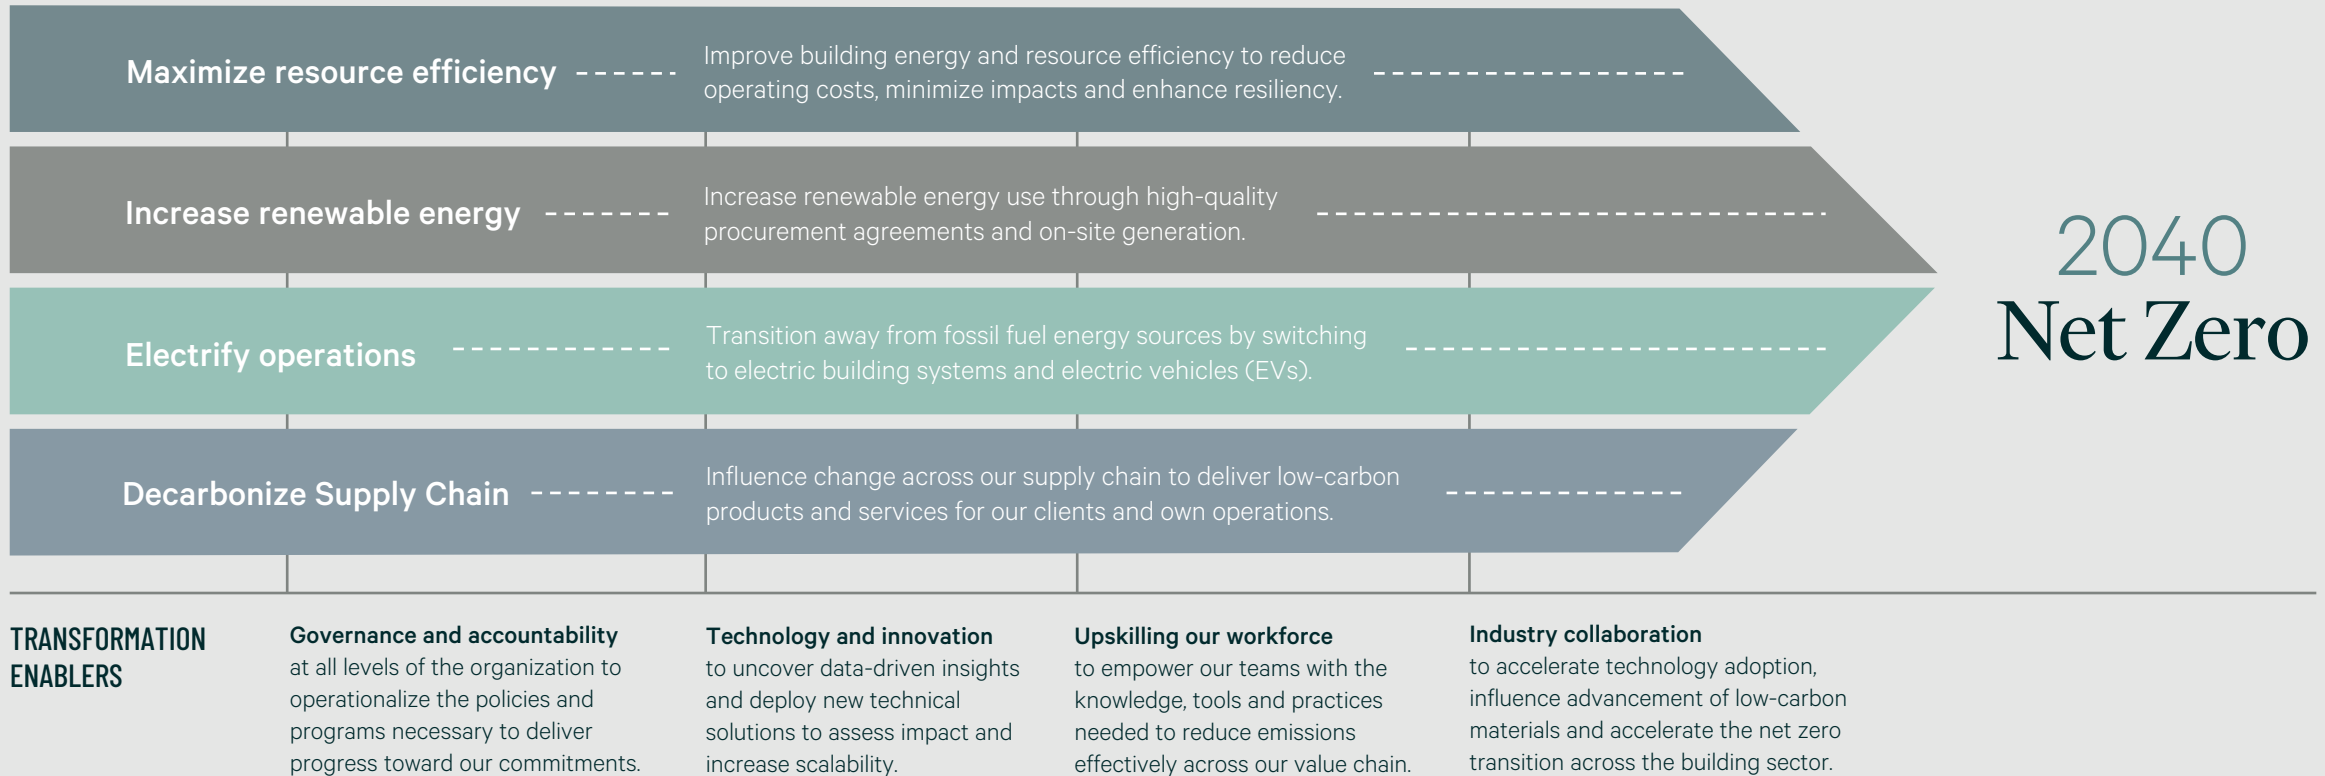 Maximize resource efficiency
Improve building energy and resource efficiency to reduce
operating costs, minimize impacts and enhance resiliency.
Increase renewable energy
Increase renewable energy use through high-quality
procurement agreements and on-site generation.
Electrify operations
Transition away from fossil fuel energy sources by switching
to electric building systems and electric vehicles (EVs).
Decarbonize Supply Chain
Influence change across our supply chain to deliver low-carbon
products and services for our clients and own operations.
2040
Net Zero
TRANSFORMATION
ENABLERS
Governance and accountability
at all levels of the organization to
operationalize the policies and
programs necessary to deliver
progress toward our commitments.
Technology and innovation
to uncover data-driven insights
and deploy new technical
solutions to assess impact and
increase scalability.
Upskilling our workforce
to empower our teams with the
knowledge, tools and practices
needed to reduce emissions
effectively across our value chain.
Industry collaboration
to accelerate technology adoption,
influence advancement of low-carbon
materials and accelerate the net zero
transition across the building sector.